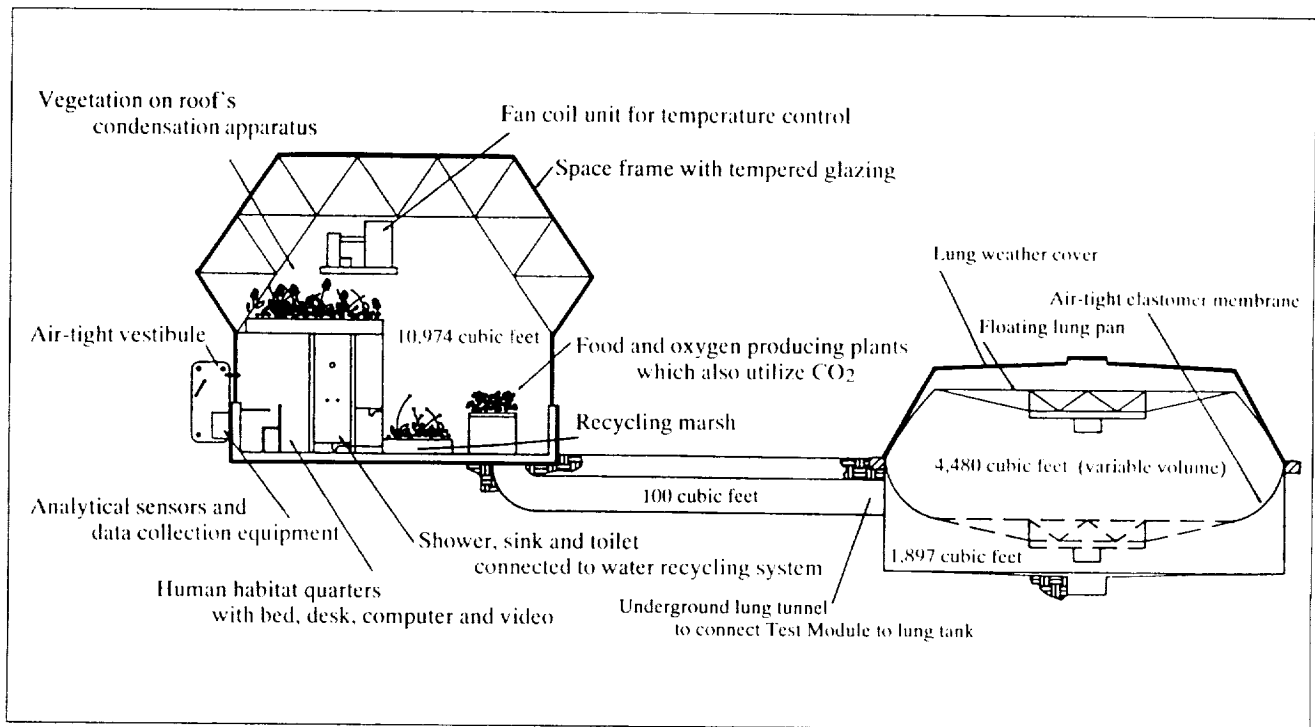 Vegetation on roof's
condensation apparatus
Fan coil unit for temperature control
Space frame with tempered glazing
Lung weather cover
Air-tight elastomer membrane
Floating lung pan
Air-tight vestibule
10,974 cubic feet
Food and oxygen producing plants
which also utilize CO2
Recycling marsh
4,480 cubic feet (variable volume)
100 cubic feet
Analytical sensors and
data collection equipment
Shower, sink and toilet
connected to water recycling system
1,897 cubic feet
Human habitat quarters
with bed, desk, computer and video
Underground lung tunnel
to connect Test Module to lung tank